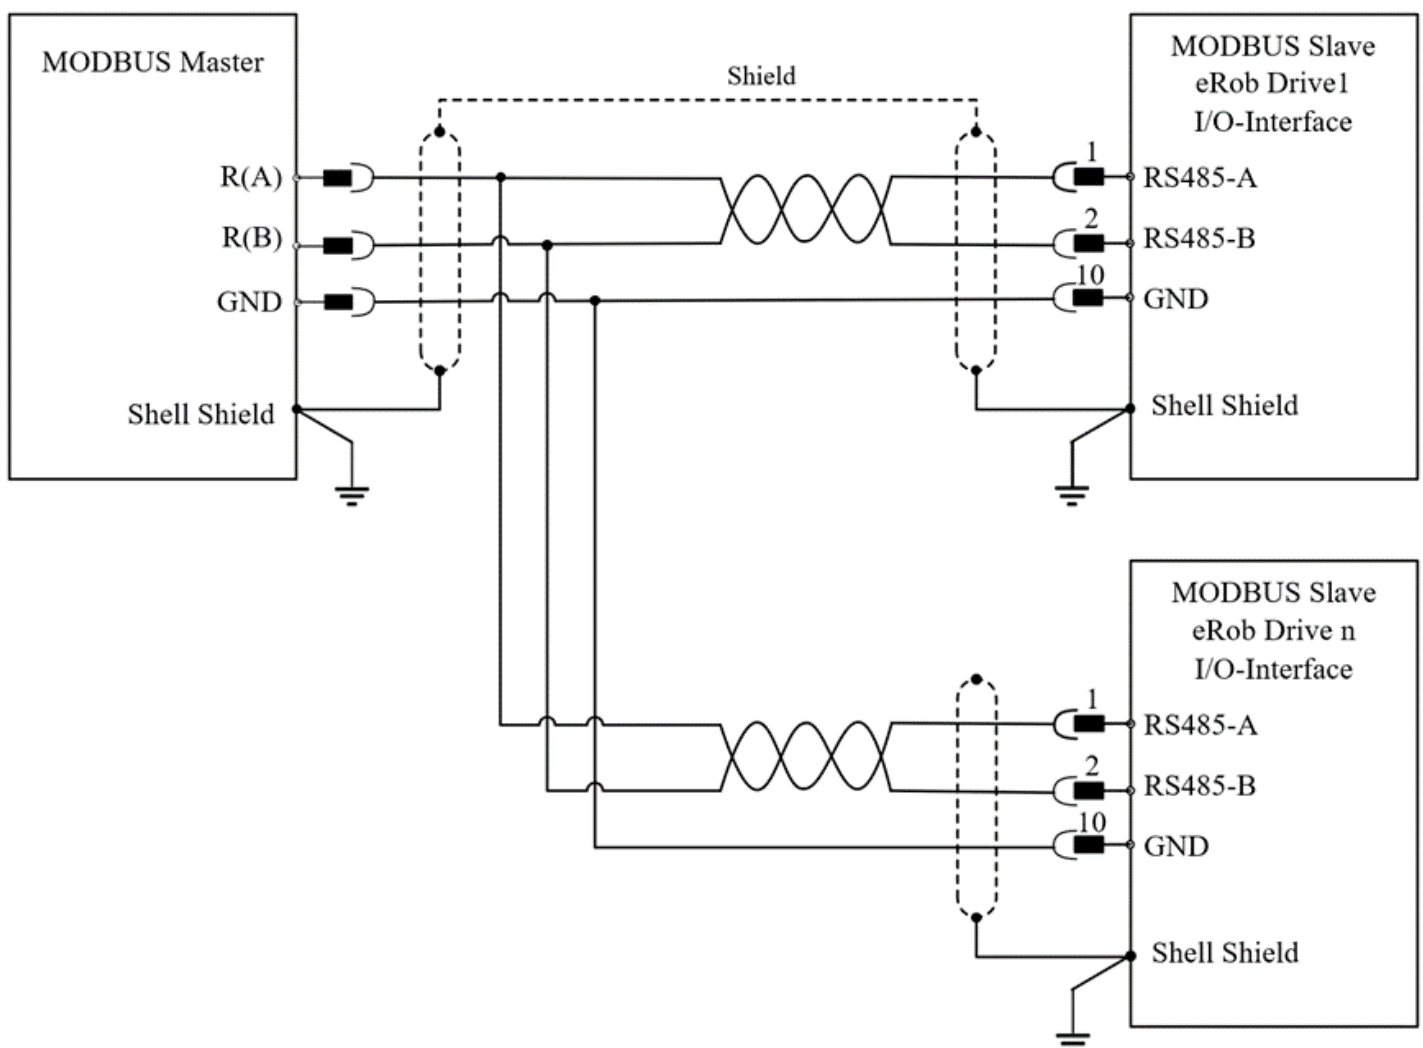 MODBUS Master
R(A)
R(B)
GND
Shell Shield
Shield
MODBUS Slave
eRob Drive1
I/O-Interface
1
RS485-A
2
RS485-B
10
GND
Shell Shield
MODBUS Slave
eRob Drive n
I/O-Interface
1
RS485-A
2
RS485-B
10
GND
Shell Shield